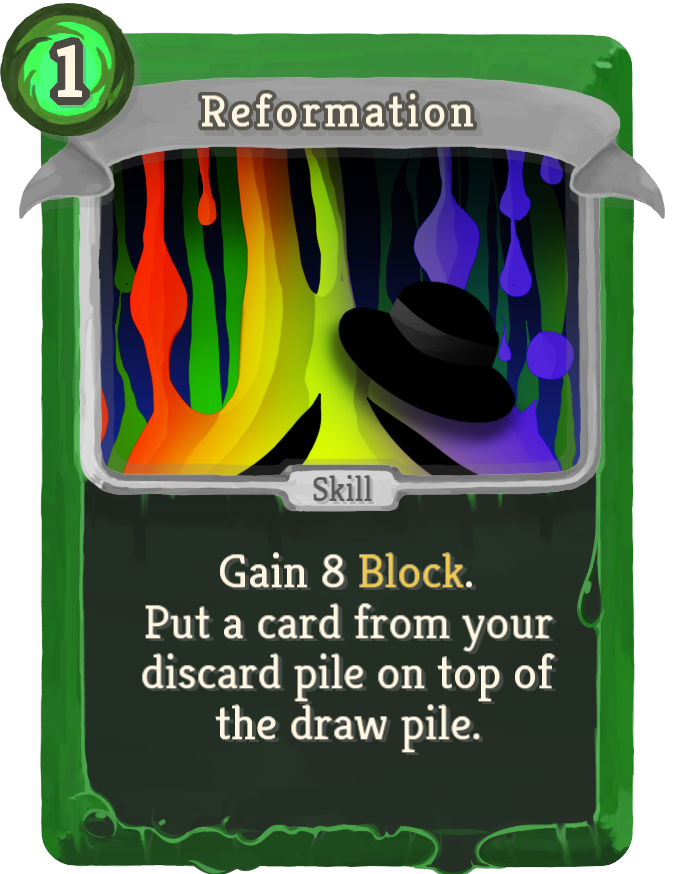 1
Reformation
Skill
Gain 8 Block.
Put a card from your
discard pile on top of
the draw pile.